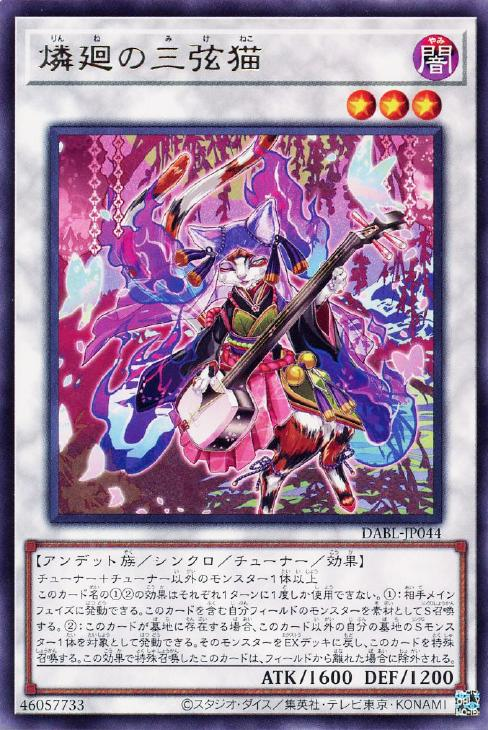 燐廻の三弦猫
りん ね み け ねこ
闇
やみ
DABL-JP044
【アンデット族／シンクロ／チューナー／効果】
チューナー＋チューナー以外のモンスター1体以上
このカード名の①②の効果はそれぞれ1ターンに1度しか使用できない。①：相手メイン
フェイズに発動できる。このカードを含む自分フィールドのモンスターを素材としてS召喚
する。②：このカードが墓地に存在する場合、このカード以外の自分の墓地のSモン
スター1体を対象として発動できる。そのモンスターをEXデッキに戻し、このカードを特殊
召喚する。この効果で特殊召喚したこのカードは、フィールドから離れた場合に除外される。
ATK/1600 DEF/1200
46057733
©スタジオ・ダイス／集英社・テレビ東京・KONAMI